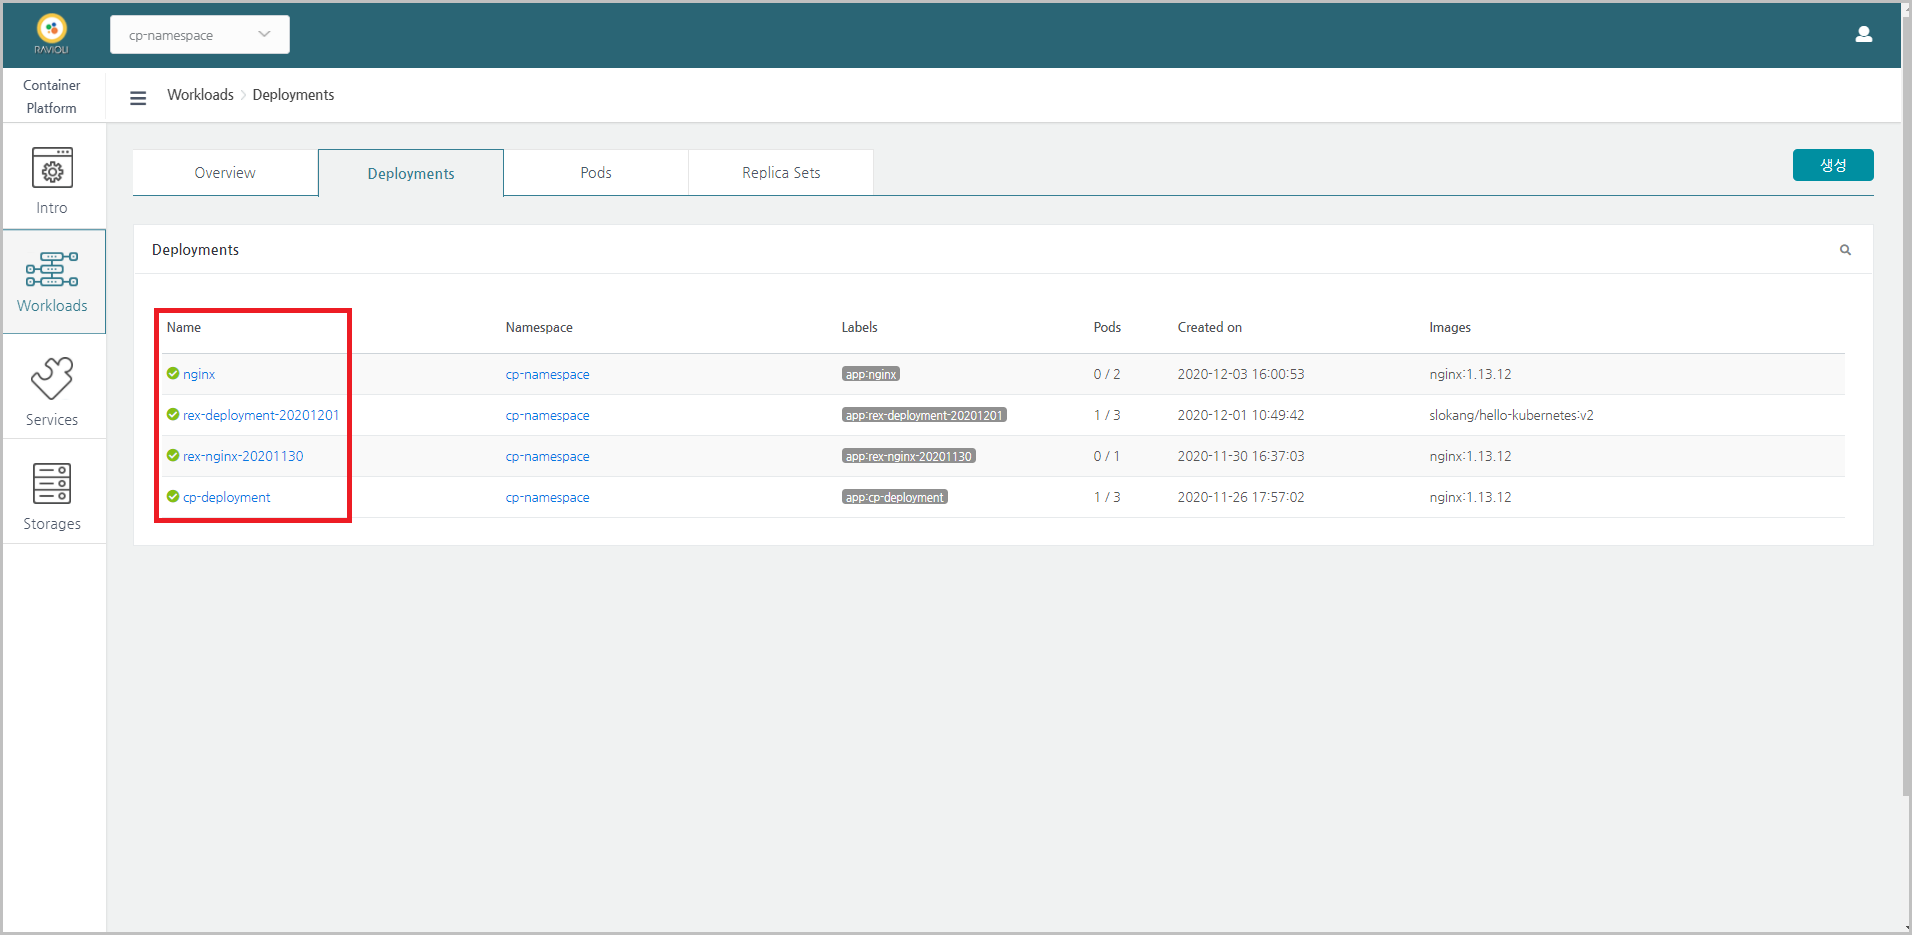 RAVIOLI
cp-namespace
Container
Platform
Workloads
Deployments
Intro
Workloads
Services
Storages
Overview
Deployments
Pods
Replica Sets
생성
Deployments
Name Namespace Labels Pods Created on Images
nginx cp-namespace app:nginx 0 / 2 2020-12-03 16:00:53 nginx:1.13.12
rex-deployment-20201201 cp-namespace app:rex-deployment-20201201 1 / 3 2020-12-01 10:49:42 slokang/hello-kubernetes:v2
rex-nginx-20201130 cp-namespace app:rex-nginx-20201130 0 / 1 2020-11-30 16:37:03 nginx:1.13.12
cp-deployment cp-namespace app:cp-deployment 1 / 3 2020-11-26 17:57:02 nginx:1.13.12